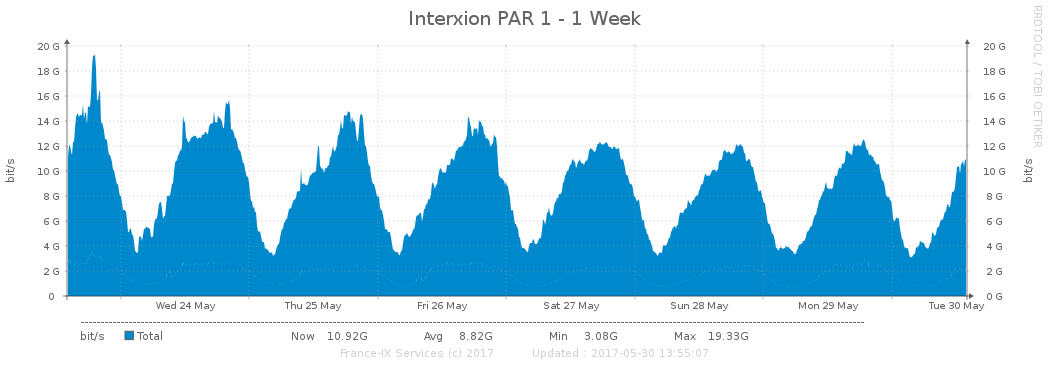 Interxion PAR 1 - 1 Week
RRDTOOL / TOBI OETIKER
bit/s
20 G 20 G
18 G 18 G
16 G 16 G
14 G 14 G
12 G 12 G
10 G 10 G
8 G 8 G
6 G 6 G
4 G 4 G
2 G 2 G
0 0 G
bit/s
Wed 24 May Thu 25 May Fri 26 May Sat 27 May Sun 28 May Mon 29 May Tue 30 May
bit/s Total Now 10.92G Avg 8.82G Min 3.08G Max 19.33G
France-IX Services (c) 2017 Updated : 2017-05-30 13:55:07